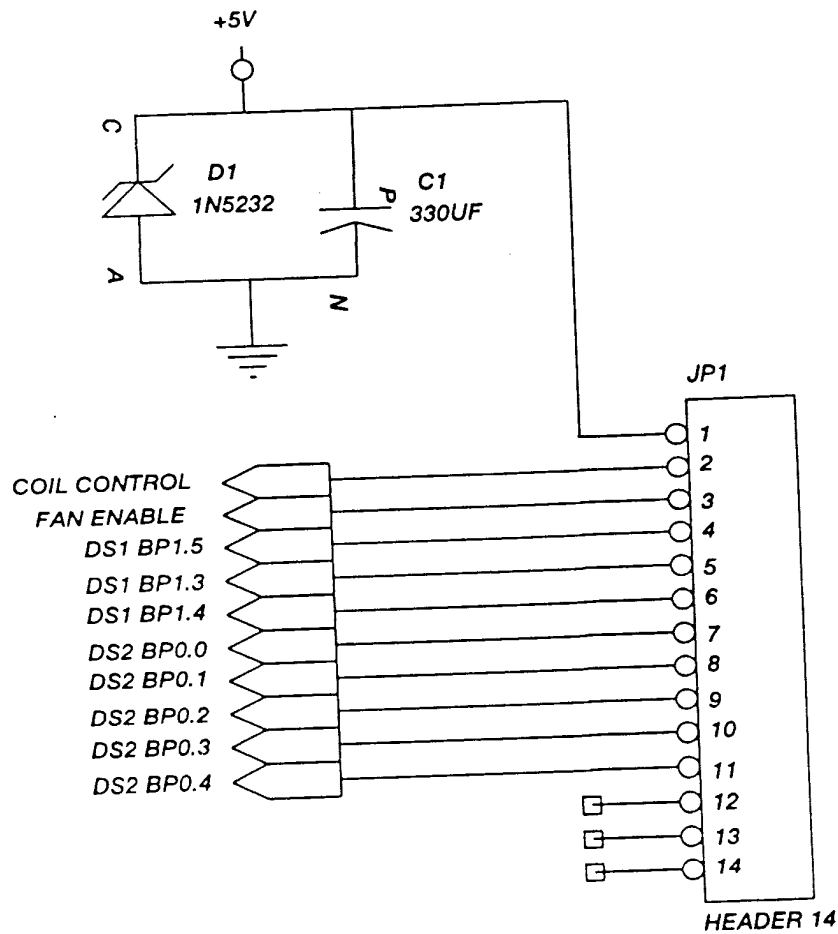 +5V
C
D1
1N5232
P
C1
330UF
A
N
JP1
1
2
3
4
5
6
7
8
9
10
11
12
13
14
COIL CONTROL
FAN ENABLE
DS1 BP1.5
DS1 BP1.3
DS1 BP1.4
DS2 BP0.0
DS2 BP0.1
DS2 BP0.2
DS2 BP0.3
DS2 BP0.4
HEADER 14